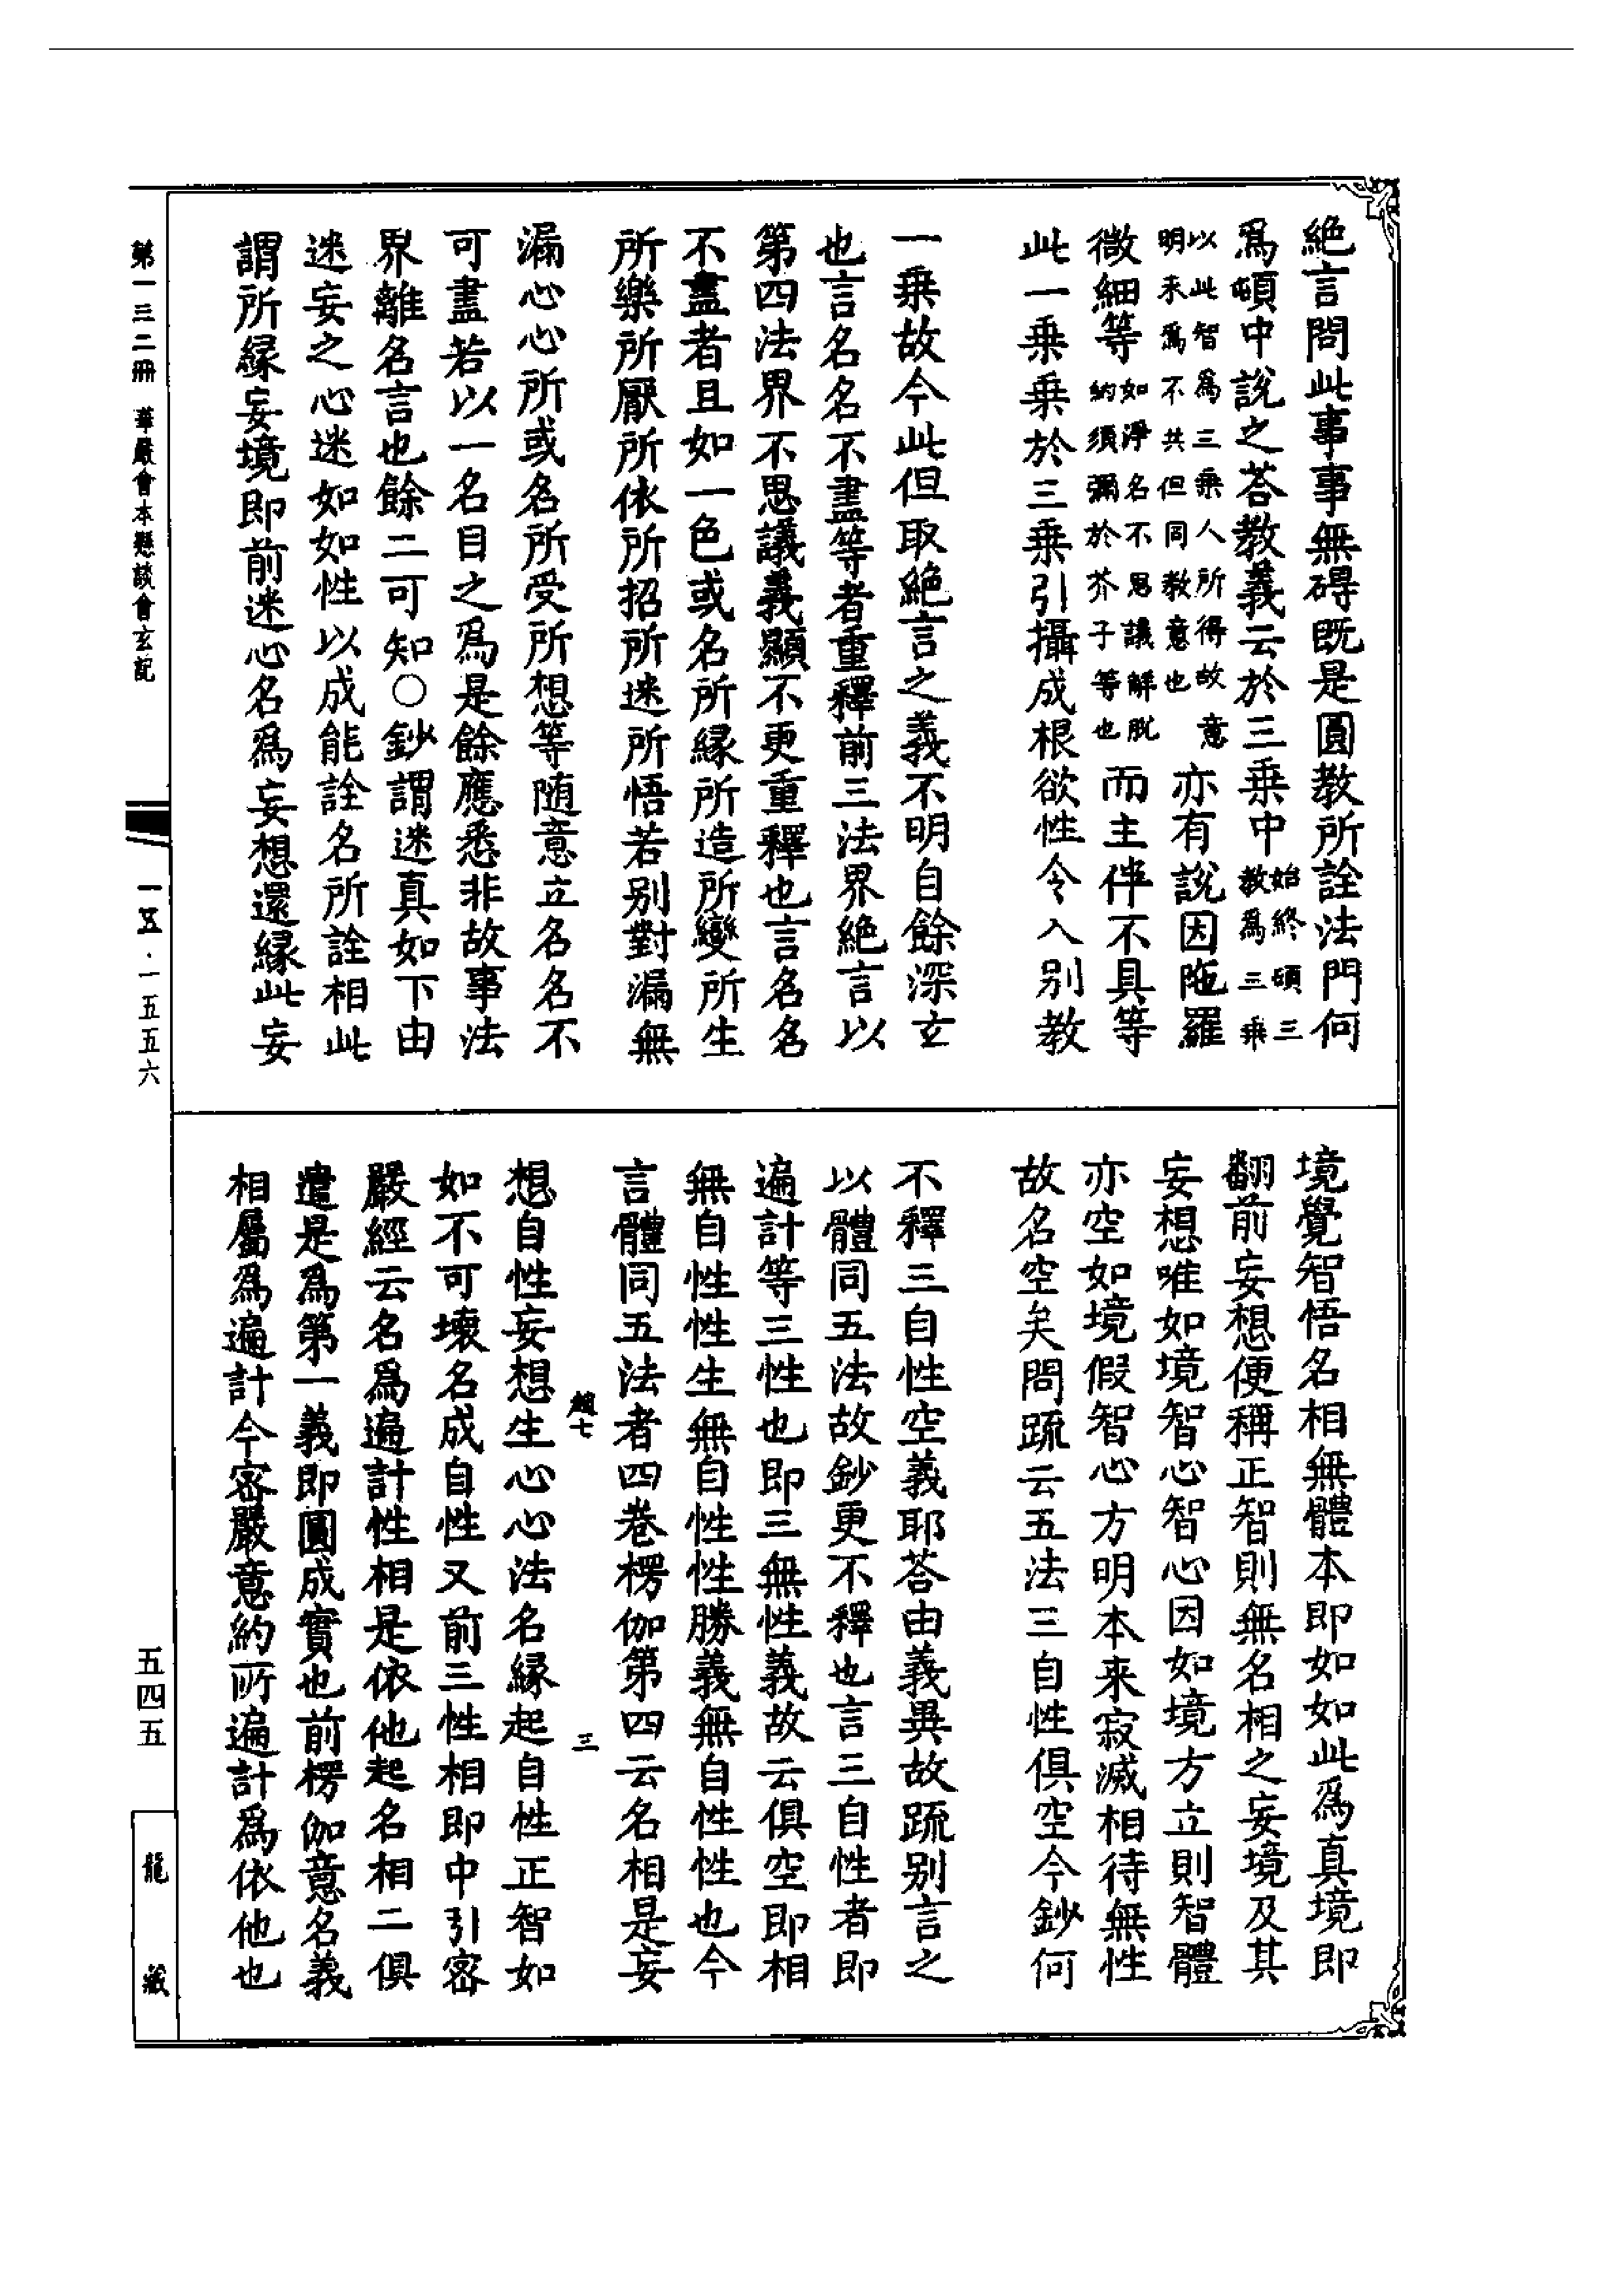 絕言問此事事無碍既是圓教所詮法門何
爲頓中說之荅教義云於三乗中始終頓三教爲三乗
以此智爲三乗人所得故意明来爲不共但同教意也亦有說因陁羅
微細等如淨名不思議解脫納須彌於芥子等也而主伴不具等
此一乗乗於三乗引攝成根欲性令入别教
一乗故今此但取絕言之義不明自餘深玄
也言名名不盡等者重釋前三法界絕言以
第四法界不思議義顯不更重釋也言名名
不盡者且如一色或名所縁所造所變所生
所樂所厭所依所招所迷所悟若别對漏無
漏心心所或名所受所想等随意立名名不
可盡若以一名目之爲是餘應悉非故事法
界離名言也餘二可知○鈔謂迷真如下由
迷妄之心迷如如性以成能詮名所詮相此
謂所縁妄境即前迷心名爲妄想還縁此妄
境覺智悟名相無體本即如如此爲真境即
翻前妄想便稱正智則無名相之妄境及其
妄想唯如境智心智心因如境方立則智體
亦空如境假智心方明本来寂滅相待無性
故名空矣問疏云五法三自性俱空今鈔何
不釋三自性空義耶荅由義異故疏别言之
以體同五法故鈔更不釋也言三自性者即
遍計等三性也即三無性義故云俱空即相
無自性性生無自性性勝義無自性性也今
言體同五法者四卷楞伽第四云名相是妄
趙七 三
想自性妄想生心心法名縁起自性正智如
如不可壞名成自性又前三性相即中引密
嚴經云名爲遍計性相是依他起名相二俱
遣是爲第一義即圓成實也前楞伽意名義
相屬爲遍計今密嚴意約所遍計爲依他也
第一三二冊 華嚴會本懸談會玄記
一五·一五五六
五四五
龍藏